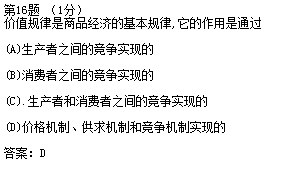 第16题 （1分）
价值规律是商品经济的基本规律,它的作用是通过
(A)生产者之间的竞争实现的
(B)消费者之间的竞争实现的
(C).生产者和消费者之间的竞争实现的
(D)价格机制、供求机制和竞争机制实现的
答案: D